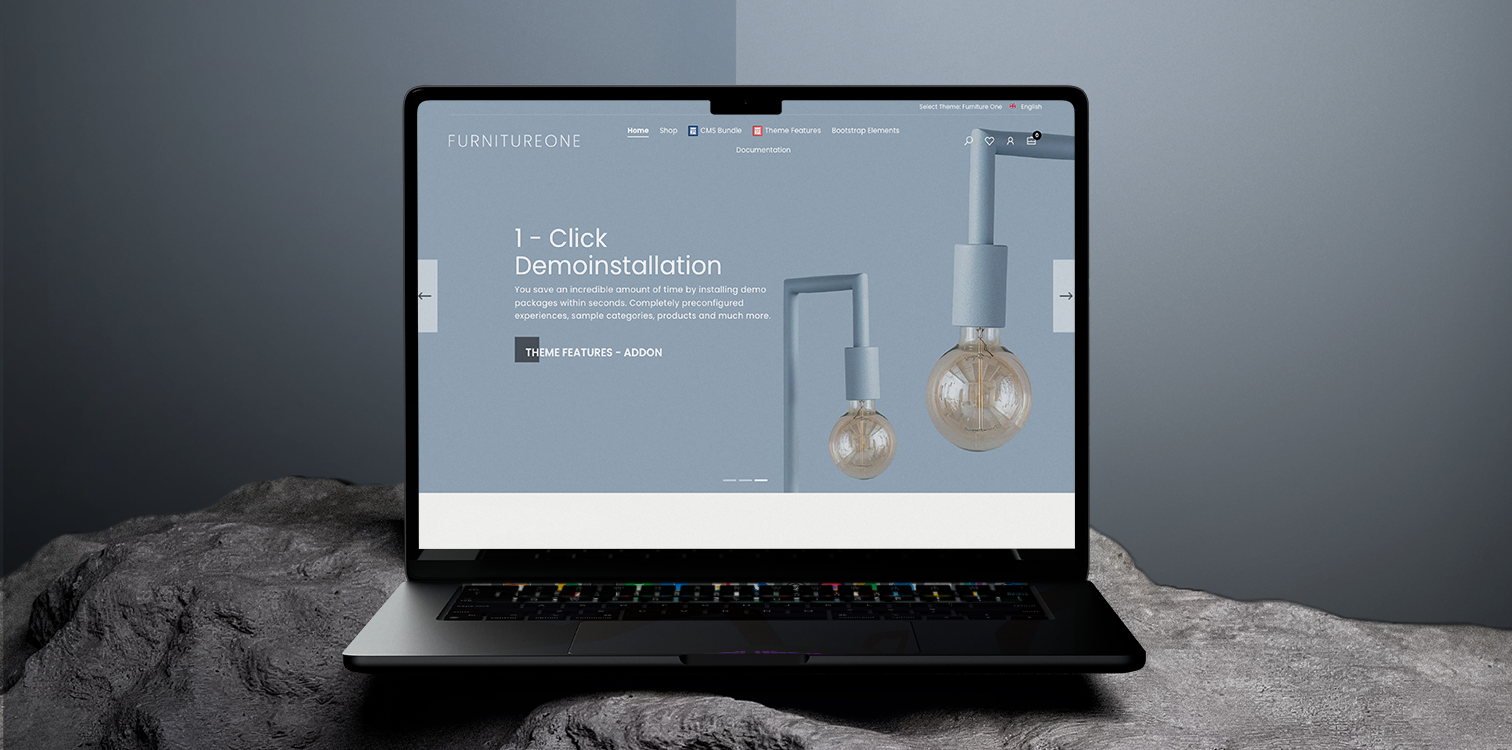 Select Theme: Furniture One English
FURNITUREONE
Home Shop CMS Bundle Theme Features Bootstrap Elements
Documentation
0
1 - Click
Demoinstallation
You save an incredible amount of time by installing demo
packages within seconds. Completely preconfigured
experiences, sample categories, products and much more.
THEME FEATURES - ADDON